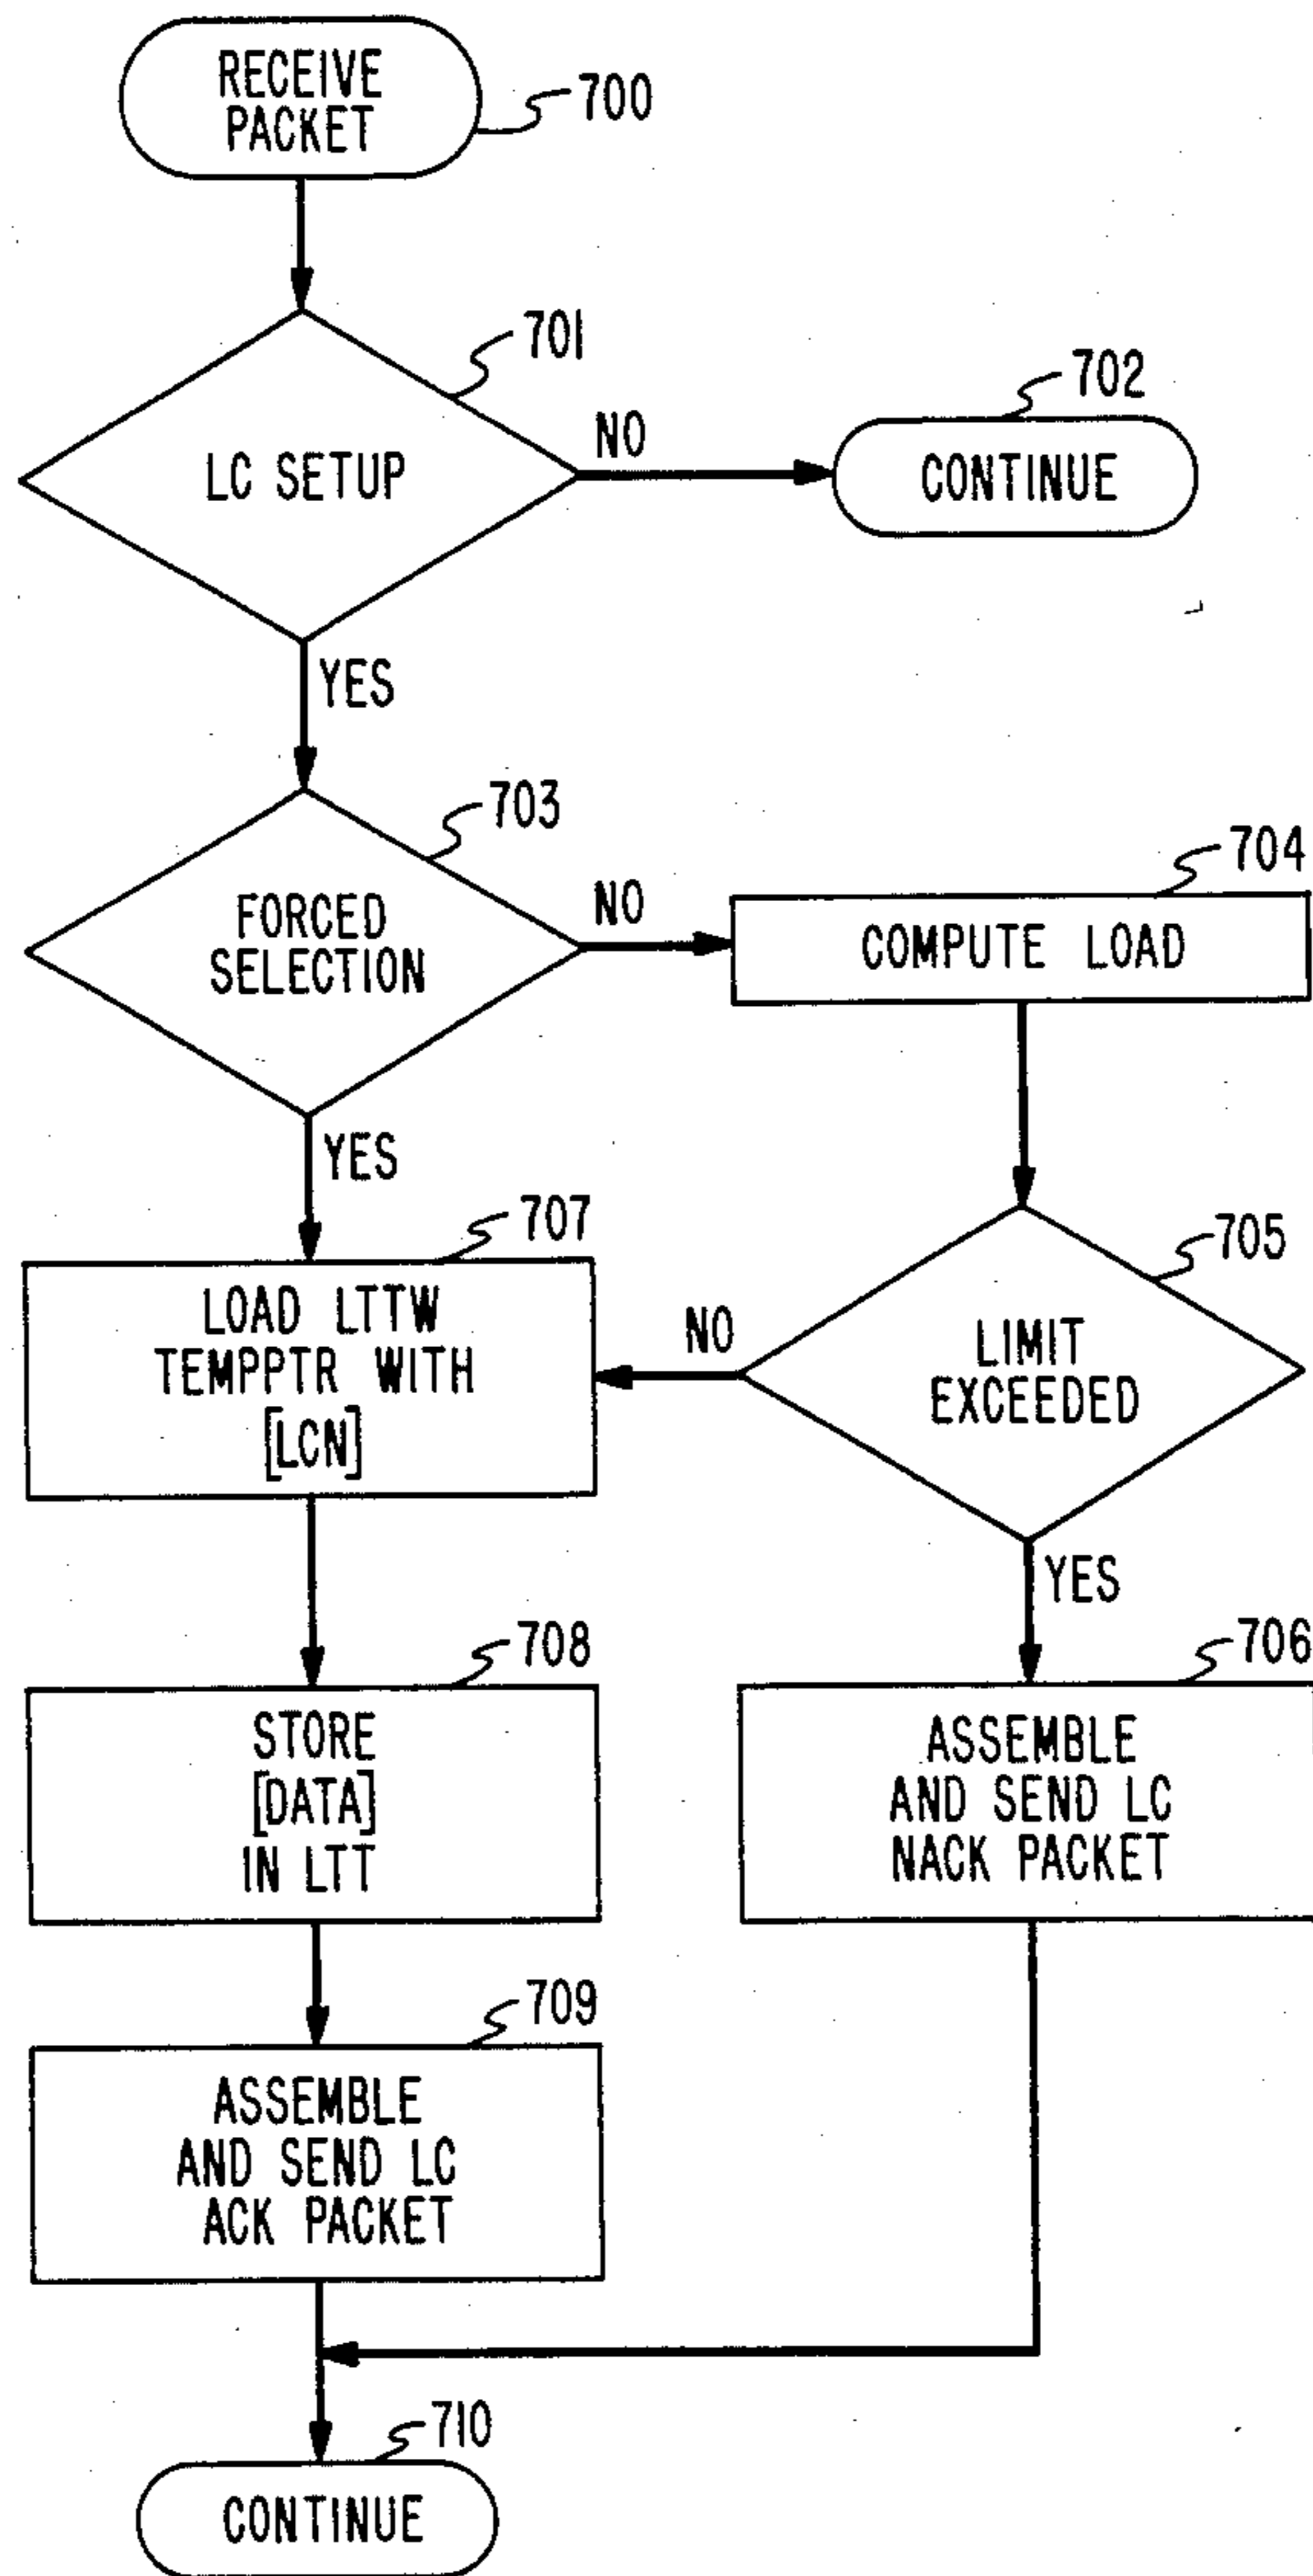 RECEIVE
PACKET
700
701
LC SETUP
NO
702
CONTINUE
YES
703
FORCED
SELECTION
NO
704
COMPUTE LOAD
YES
705
LIMIT
EXCEEDED
NO
707
LOAD LTTW
TEMPPTR WITH
[LCN]
YES
706
ASSEMBLE
AND SEND LC
NACK PACKET
708
STORE
[DATA]
IN LTT
709
ASSEMBLE
AND SEND LC
ACK PACKET
710
CONTINUE